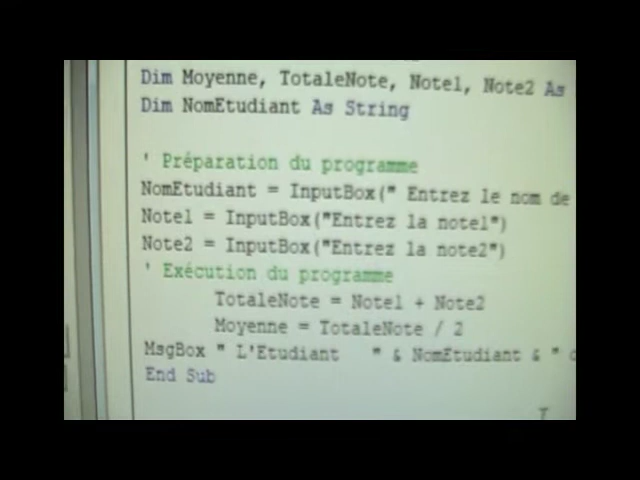 Dim Moyenne, TotaleNote, Note1, Note2 As
Dim NomEtudiant As String
' Préparation du programme
NomEtudiant = InputBox(" Entrez le nom de
Note1 = InputBox("Entrez la note1")
Note2 = InputBox("Entrez la note2")
' Exécution du programme
TotaleNote = Note1 + Note2
Moyenne = TotaleNote / 2
MsgBox " L'Etudiant   " & NomEtudiant & "
End Sub